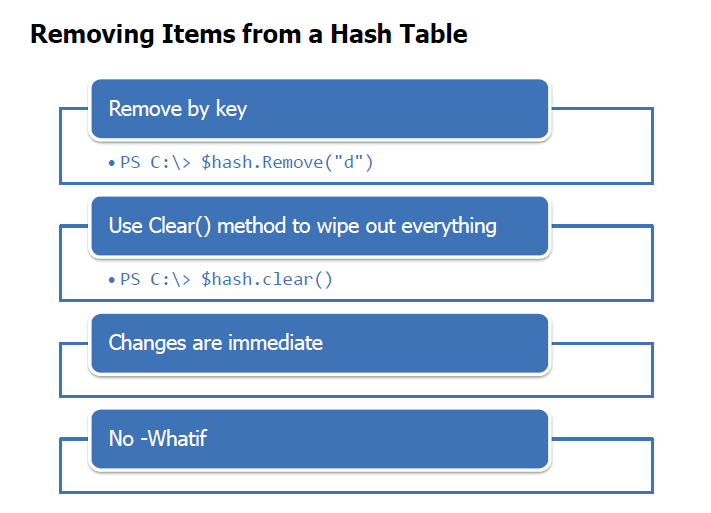 Removing Items from a Hash Table
Remove by key
• PS C:\> $hash.Remove("d")
Use Clear() method to wipe out everything
• PS C:\> $hash.clear()
Changes are immediate
No -Whatif